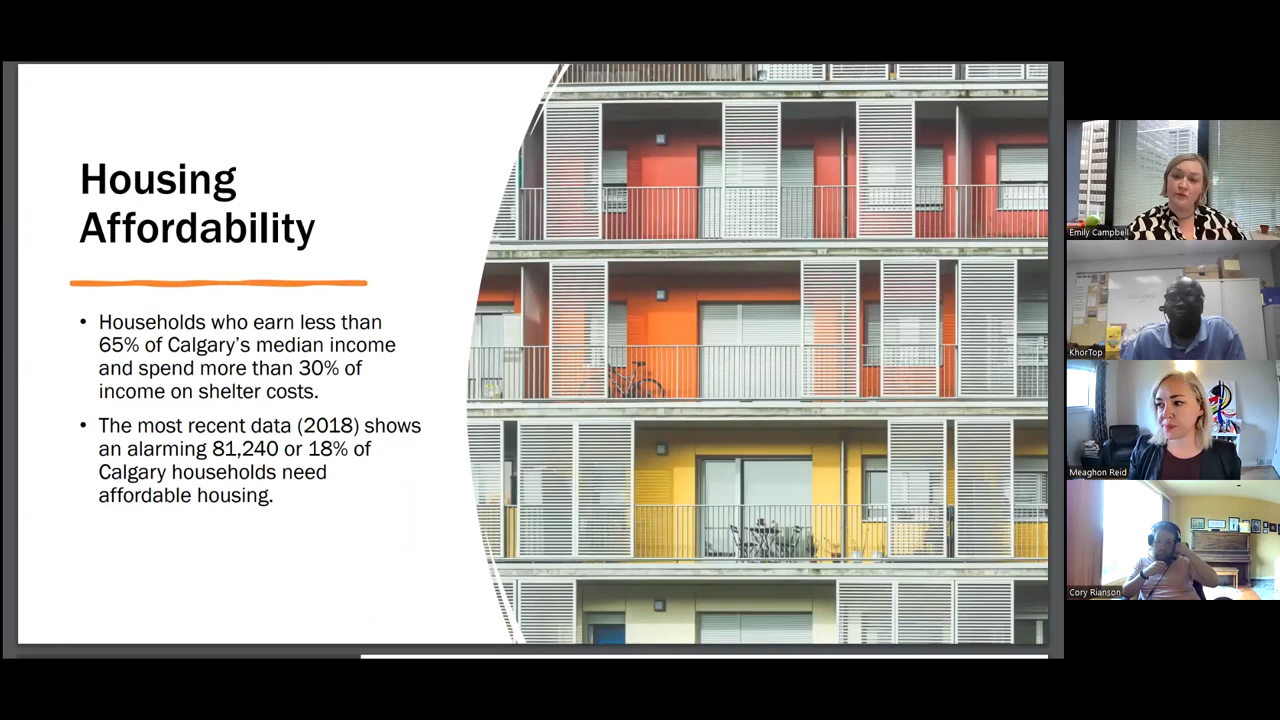 Housing
Affordability
• Households who earn less than
65% of Calgary's median income
and spend more than 30% of
income on shelter costs.
• The most recent data (2018) shows
an alarming 81,240 or 18% of
Calgary households need
affordable housing.
Emily Campbell
KhorTop
Meaghon Reid
Cory Rianson